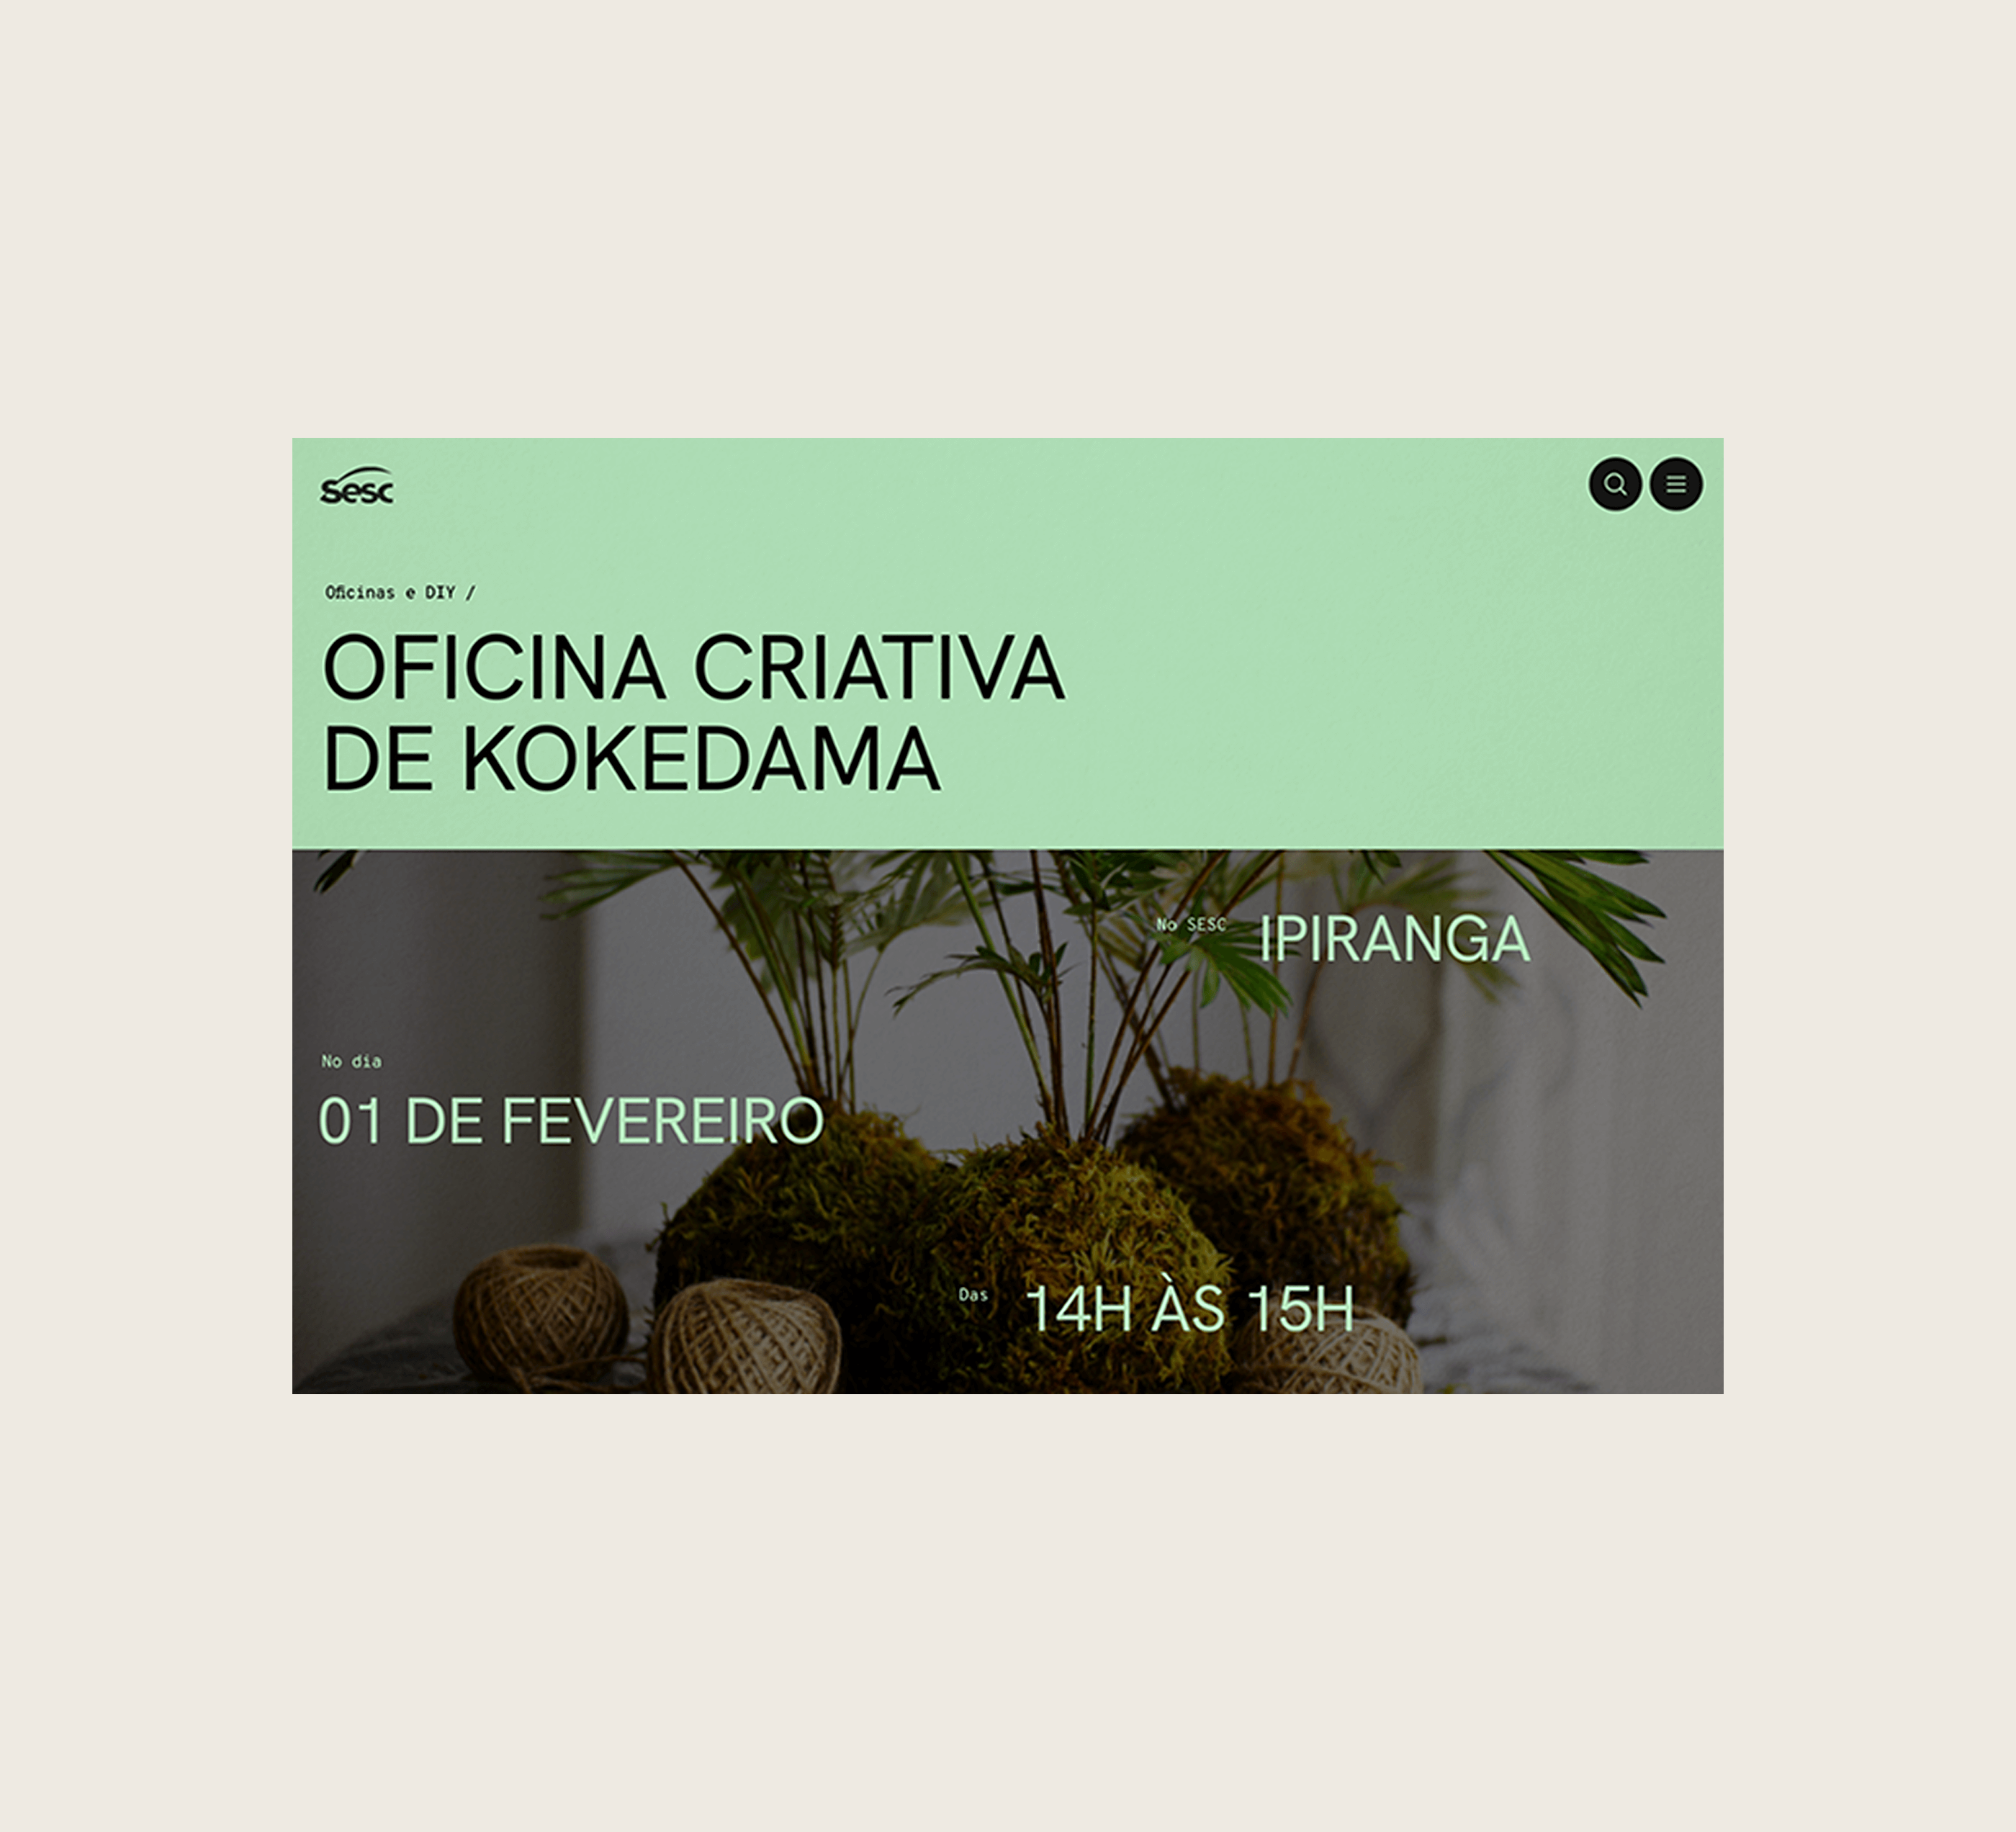 Sesc
Oficinas e DIY /
OFICINA CRIATIVA
DE KOKEDAMA
No SESC IPIRANGA
No dia
01 DE FEVEREIRO
Das 14H ÀS 15H